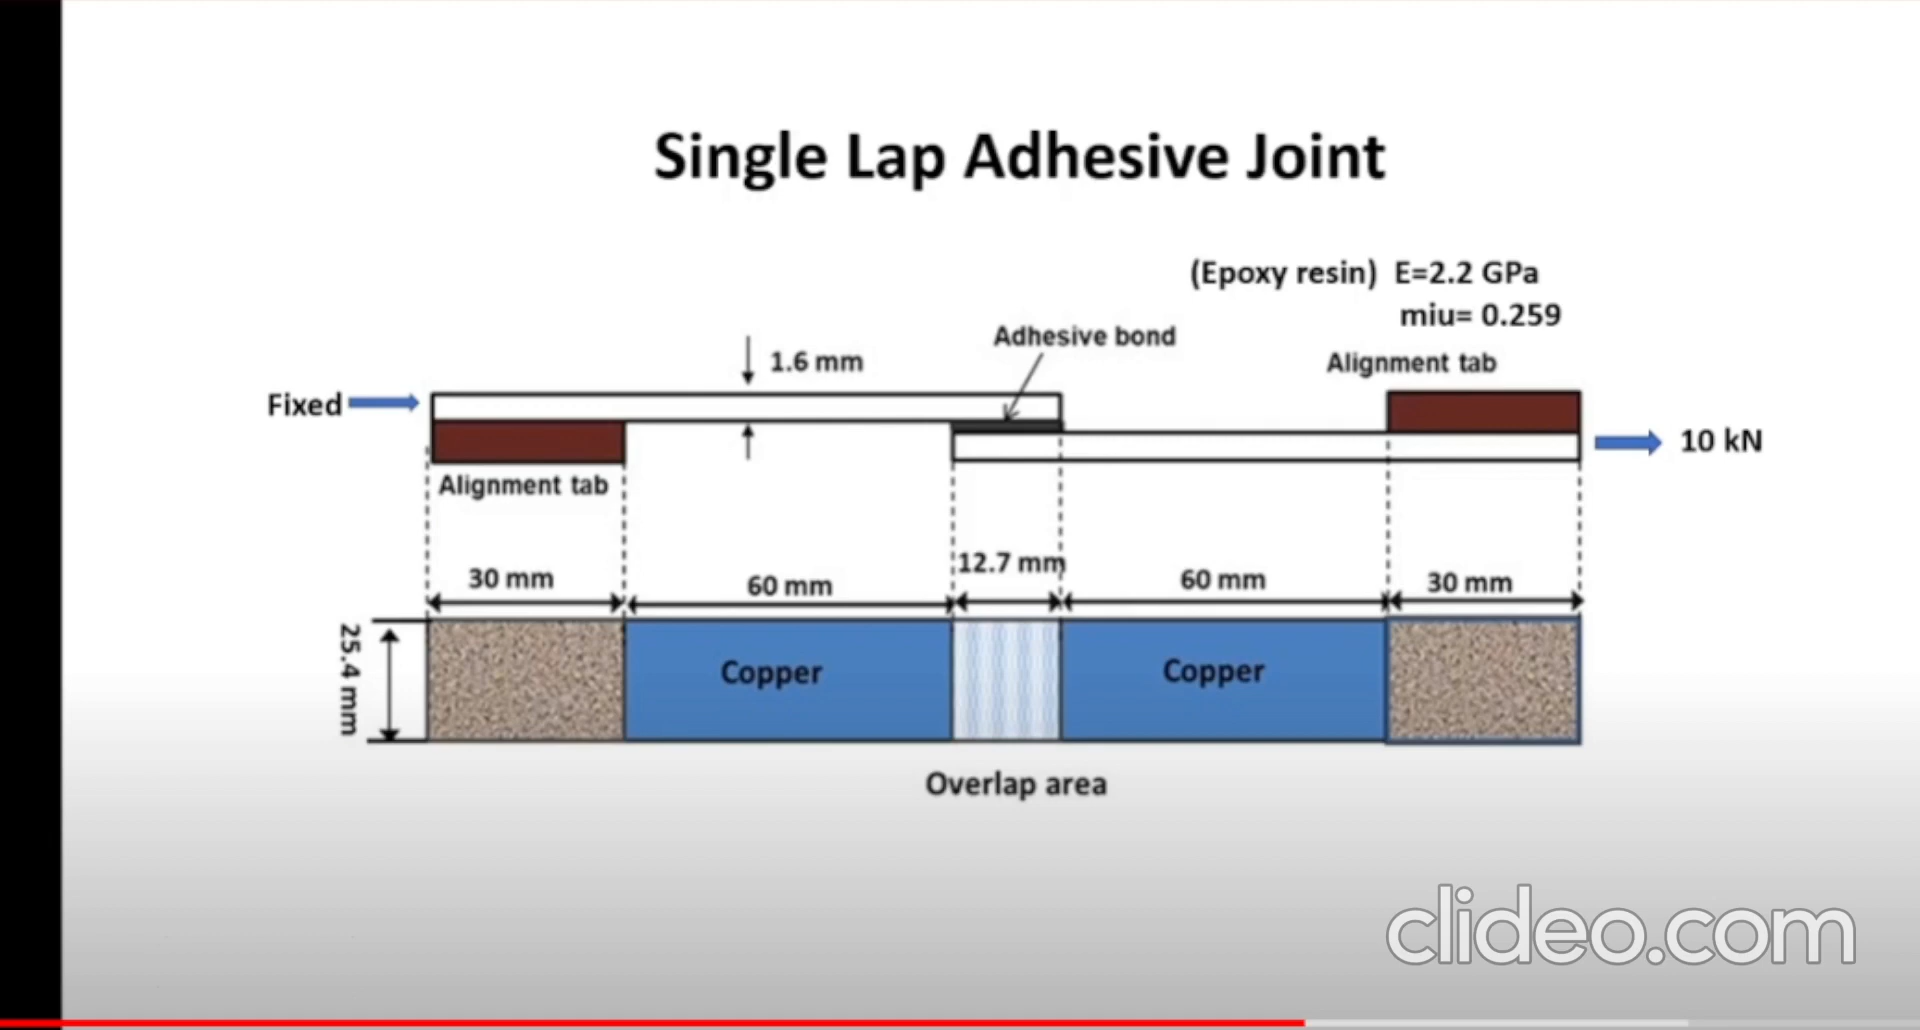 Single Lap Adhesive Joint
(Epoxy resin) E=2.2 GPa
miu= 0.259
Adhesive bond
1.6 mm
Alignment tab
Fixed
10 kN
Alignment tab
12.7 mm
30 mm
60 mm
60 mm
30 mm
25.4 mm
Copper
Copper
Overlap area
clideo.com